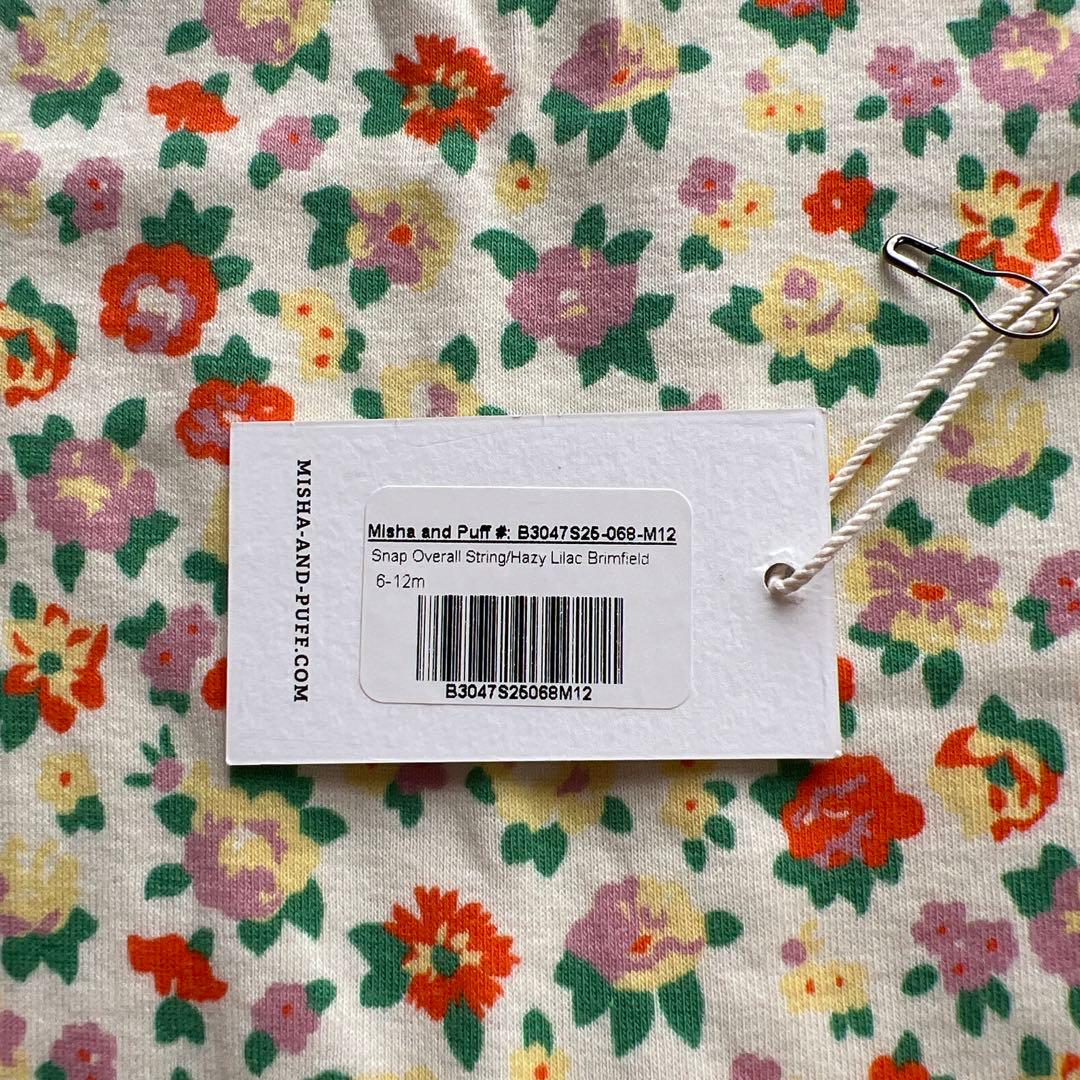 MISHA-AND-PUFF.COM
Misha and Puff #: B3047S25-068-M12
Snap Overall String/Hazy Lilac Brimfield
6-12m
B3047S25068M12